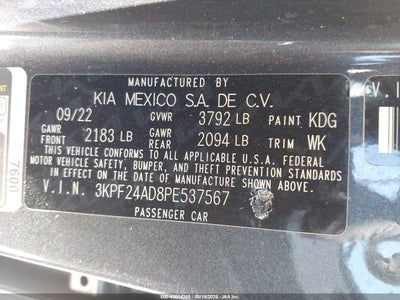 MANUFACTURED BY
KIA MEXICO S.A. DE C.V.
09/22 GVWR 3792 LB PAINT KDG
GAWR FRONT 2183 LB GAWR REAR 2094 LB TRIM WK
THIS VEHICLE CONFORMS TO ALL APPLICABLE U.S.A. FEDERAL
MOTOR VEHICLE SAFETY, BUMPER, AND THEFT PREVENTION STANDARDS
IN EFFECT ON THE DATE OF MANUFACTURE SHOWN ABOVE.
V.I.N. 3KPF24AD8PE537567
PASSENGER CAR
7600
V.I